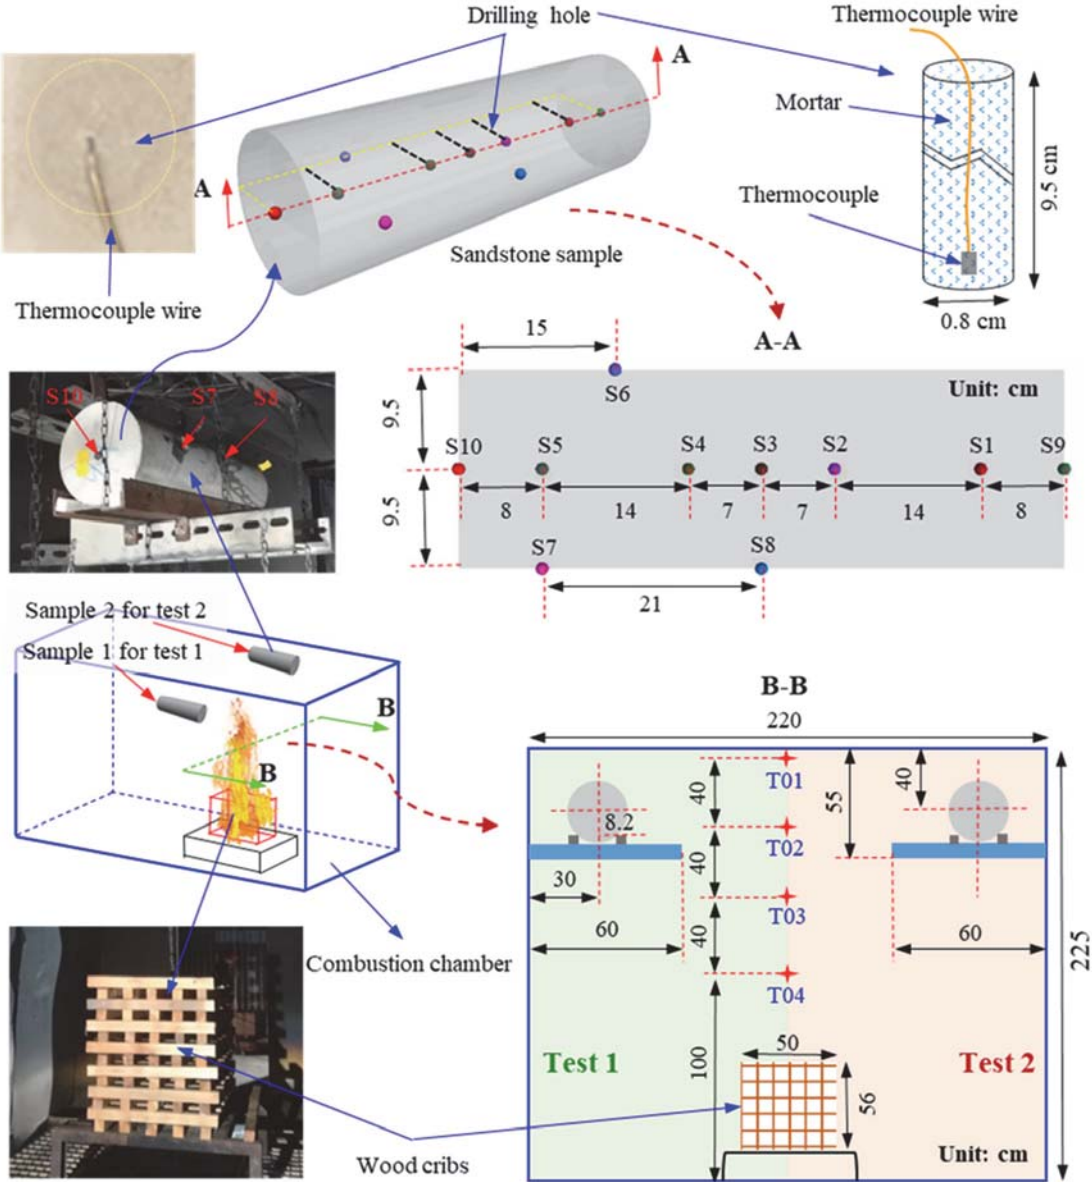 Drilling hole
Thermocouple wire
A
Mortar
Thermocouple
9.5 cm
0.8 cm
A
Sandstone sample
Thermocouple wire
15
A-A
Unit: cm
S6
9.5
S10
S5
S4
S3
S2
S1
S9
9.5
8
14
7
7
14
8
S7
S8
21
S10
S7
S8
Sample 2 for test 2
Sample 1 for test 1
B
B
Combustion chamber
B-B
220
T01
40
55
40
8.2
T02
40
30
T03
60
40
60
T04
225
Test 1
50
Test 2
100
56
Unit: cm
Wood cribs